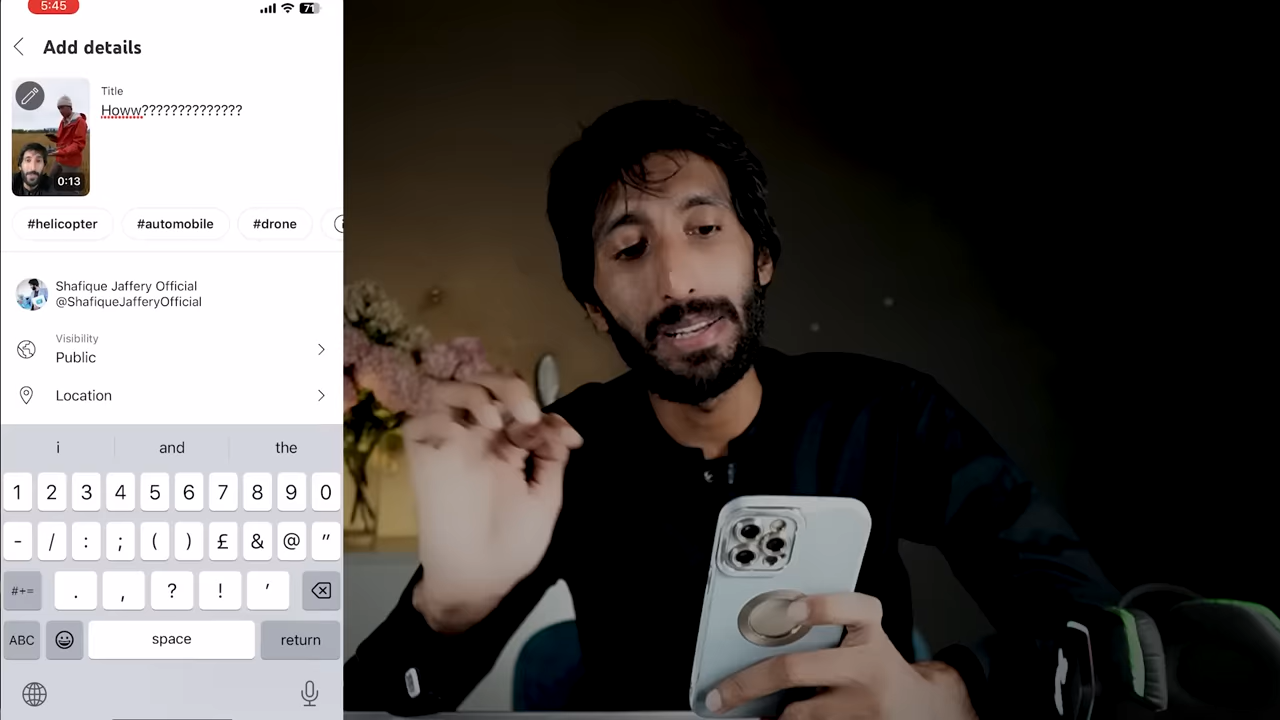 5:45
71
Add details
Title
Howw??????????????
0:13
#helicopter
#automobile
#drone
Shafique Jaffery Official
@ShafiqueJafferyOfficial
Visibility
Public
Location
i and the
1 2 3 4 5 6 7 8 9 0
- / : ; ( ) £ & @ "
#+= . , ? ! '
ABC space return